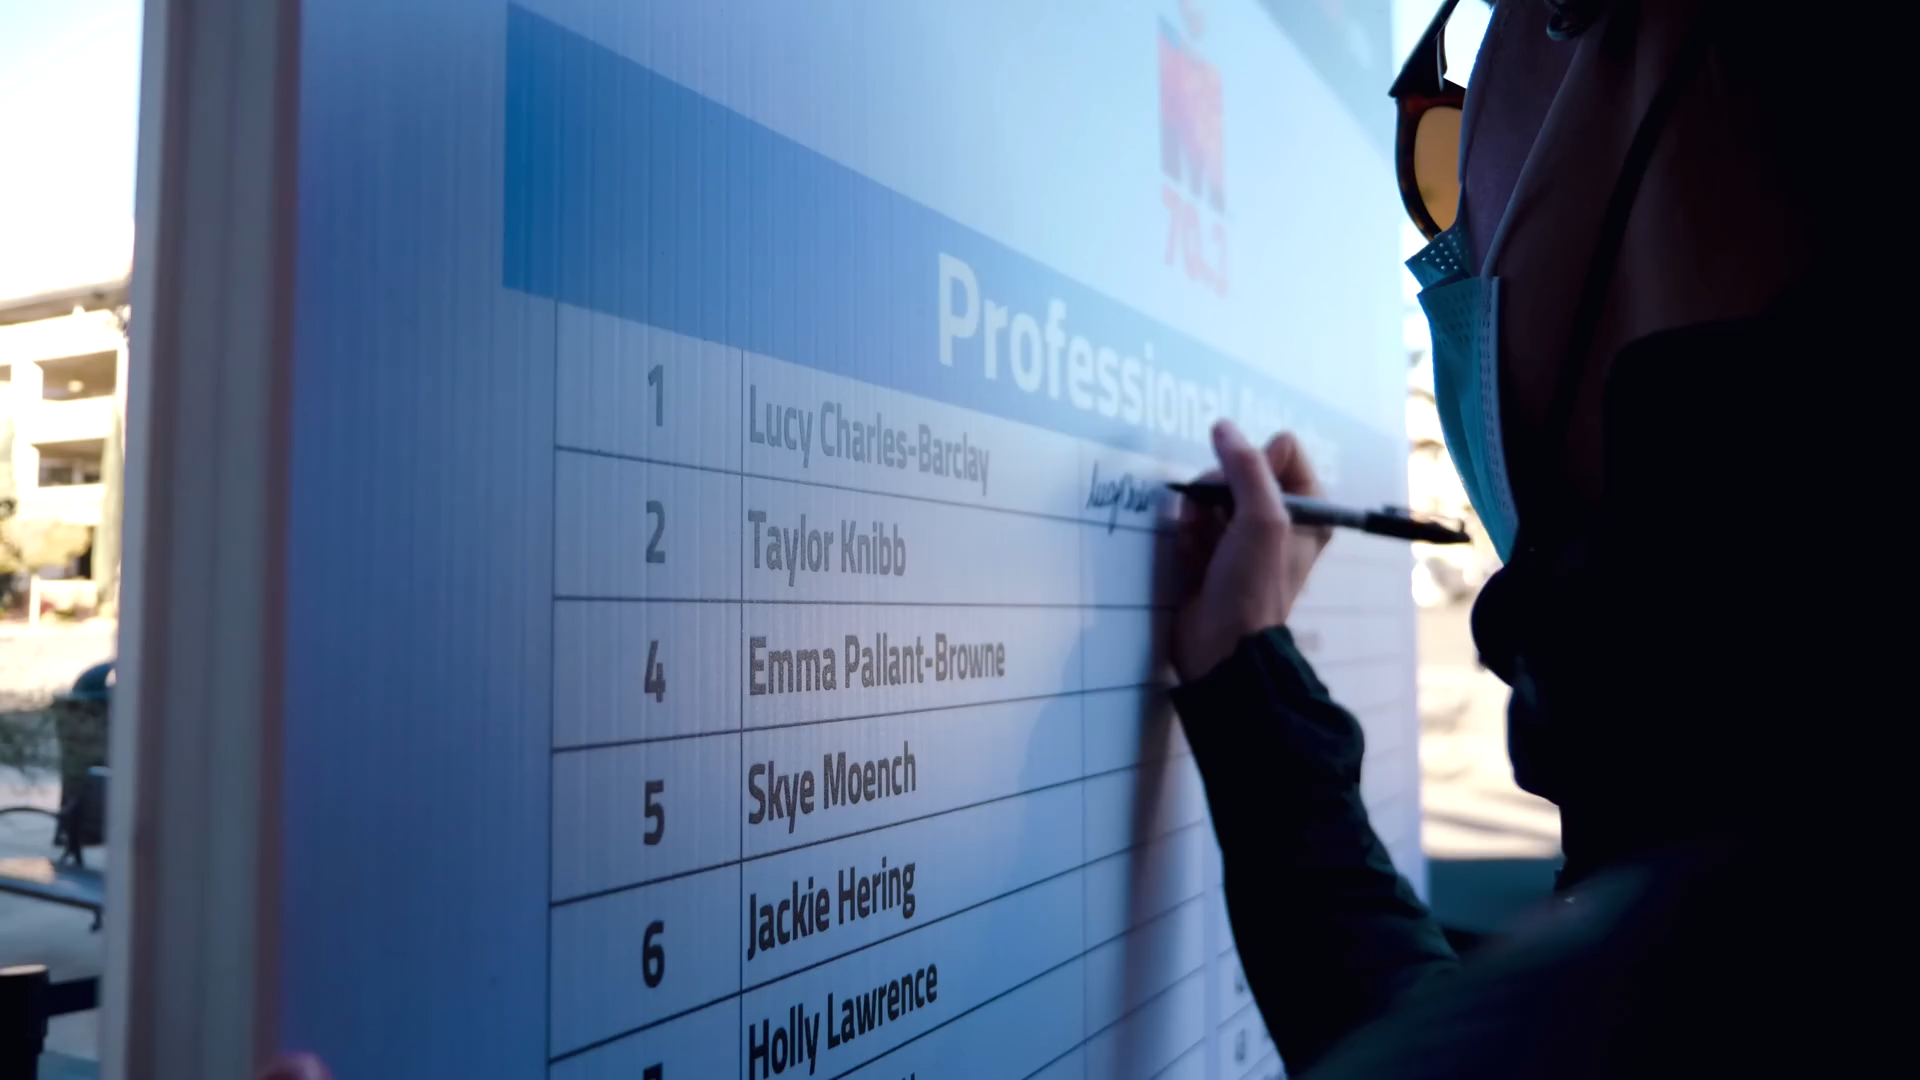 70.3
Professional
1 Lucy Charles-Barclay
2 Taylor Knibb
4 Emma Pallant-Browne
5 Skye Moench
6 Jackie Hering
Holly Lawrence